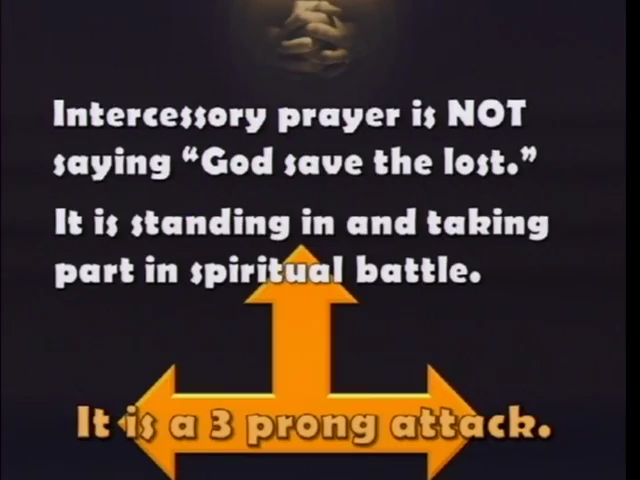 Intercessory prayer is NOT
saying “God save the lost.”
It is standing in and taking
part in spiritual battle.
It is a 3 prong attack.